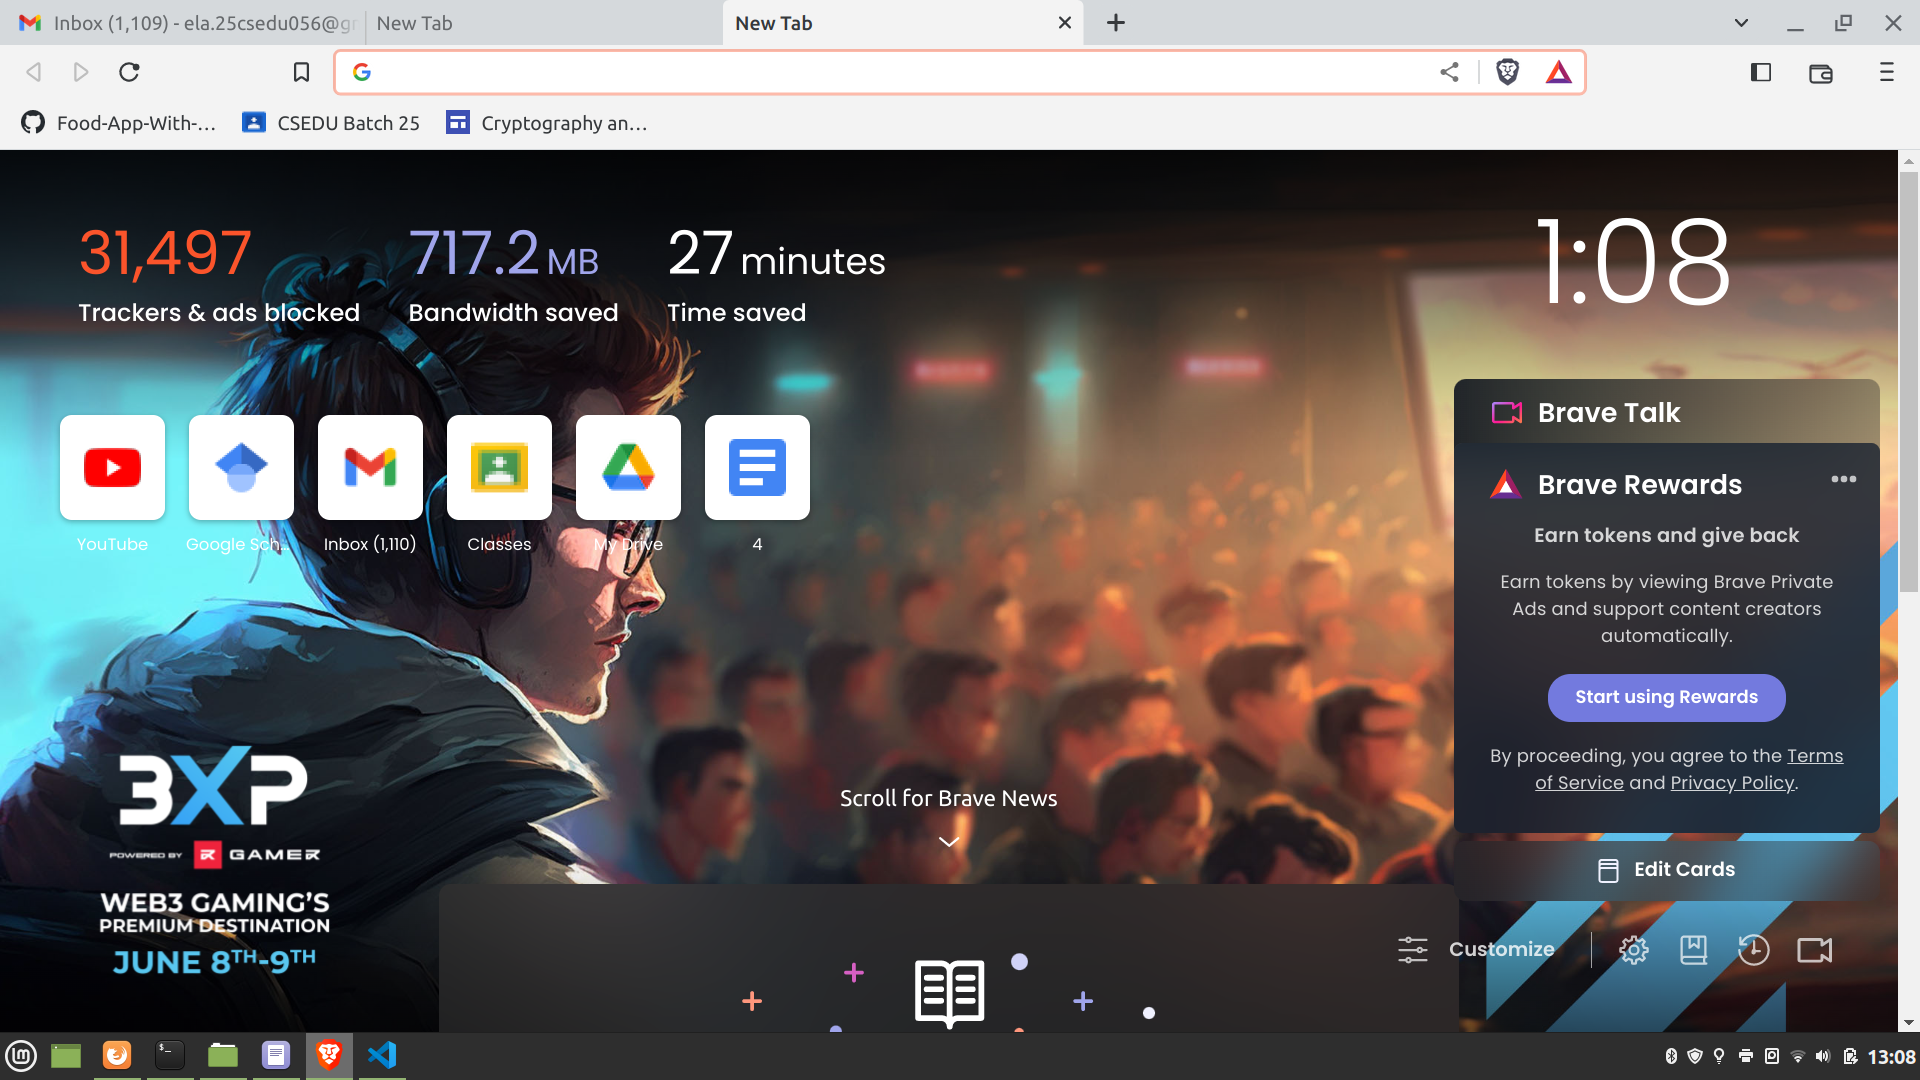 Inbox (1,109) - ela.25csedu056@gr
New Tab
New Tab
Food-App-With-...
CSEDU Batch 25
Cryptography an...
31,497
Trackers & ads blocked
717.2 MB
Bandwidth saved
27 minutes
Time saved
1:08
YouTube
Google Sch...
Inbox (1,110)
Classes
My Drive
4
Brave Talk
Brave Rewards
Earn tokens and give back
Earn tokens by viewing Brave Private
Ads and support content creators
automatically.
Start using Rewards
By proceeding, you agree to the Terms
of Service and Privacy Policy.
Edit Cards
Scroll for Brave News
3XP
POWERED BY GAMER
WEB3 GAMING'S
PREMIUM DESTINATION
JUNE 8TH-9TH
Customize
13:08